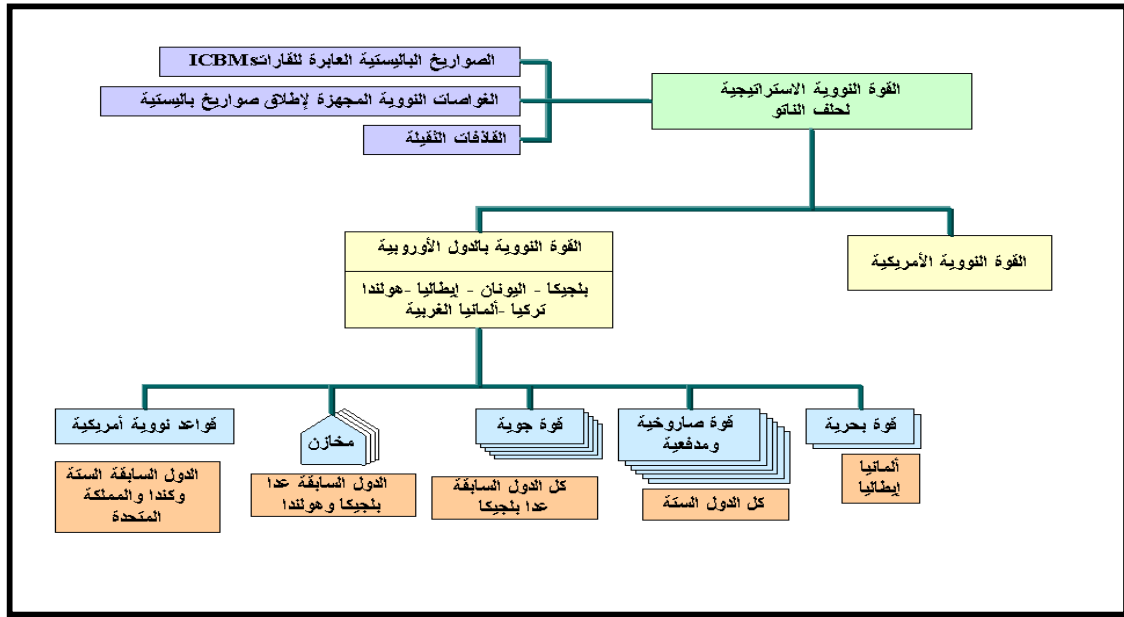 الصواريخ الباليستية العابرة للقاراتICBMs
الغواصات النووية المجهزة لإطلاق صواريخ باليستية
القاذفات الثقيلة
القوة النووية الاستراتيجية
لحلف الناتو
القوة النووية الأمريكية
القوة النووية بالدول الأوروبية
بلجيكا - اليونان - إيطاليا -هولندا
تركيا -ألمانيا الغربية
قوة بحرية
ألمانيا
إيطاليا
قوة صاروخية
ومدفعية
كل الدول الستة
قوة جوية
كل الدول السابقة
عدا بلجيكا
مخازن
الدول السابقة عدا
بلجيكا وهولندا
قواعد نووية أمريكية
الدول السابقة الستة
وكندا والمملكة
المتحدة